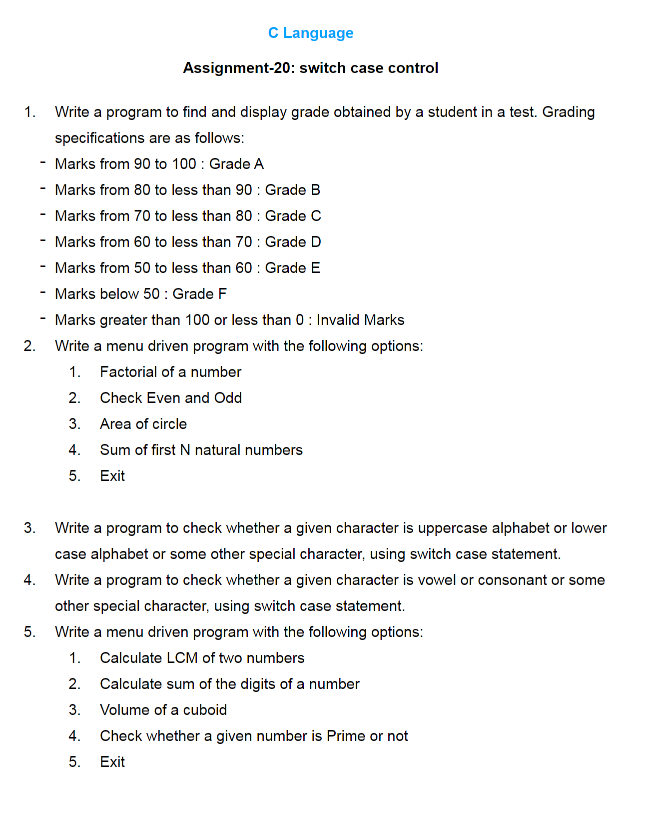 C Language
Assignment-20: switch case control
1. Write a program to find and display grade obtained by a student in a test. Grading
specifications are as follows:
- Marks from 90 to 100 : Grade A
- Marks from 80 to less than 90 : Grade B
- Marks from 70 to less than 80 : Grade C
- Marks from 60 to less than 70 : Grade D
- Marks from 50 to less than 60 : Grade E
- Marks below 50 : Grade F
- Marks greater than 100 or less than 0 : Invalid Marks
2. Write a menu driven program with the following options:
1. Factorial of a number
2. Check Even and Odd
3. Area of circle
4. Sum of first N natural numbers
5. Exit
3. Write a program to check whether a given character is uppercase alphabet or lower
case alphabet or some other special character, using switch case statement.
4. Write a program to check whether a given character is vowel or consonant or some
other special character, using switch case statement.
5. Write a menu driven program with the following options:
1. Calculate LCM of two numbers
2. Calculate sum of the digits of a number
3. Volume of a cuboid
4. Check whether a given number is Prime or not
5. Exit